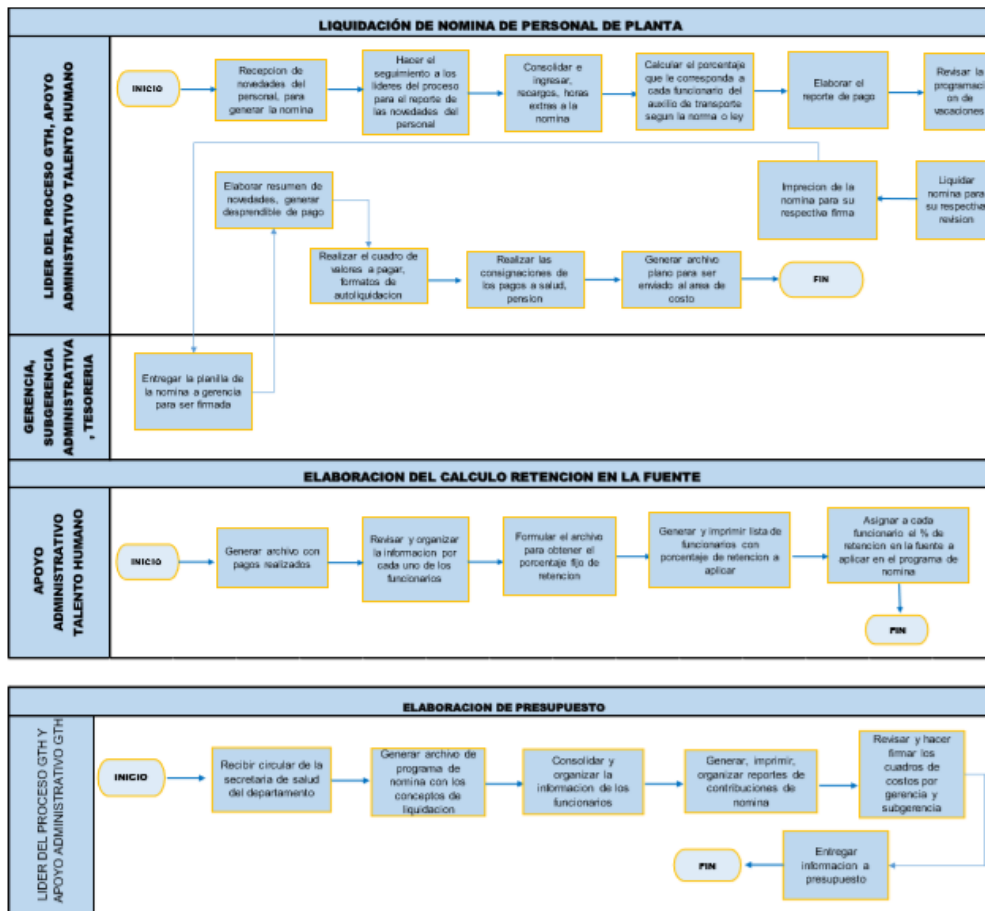 LIQUIDACIÓN DE NOMINA DE PERSONAL DE PLANTA
LIDER DEL PROCESO GTH, APOYO
ADMINISTRATIVO TALENTO HUMANO
INICIO
Recepcion de
novedades del
personal, para
generar la nomina
Hacer el
seguimiento a los
lideres del proceso
para el reporte de
las novedades del
personal
Consolidar e
ingresar,
recargos, horas
extras a la
nomina
Calcular el porcentaje
que le corresponda a
cada funcionario del
auxilio de transporte
segun la norma o ley
Elaborar el
reporte de pago
Revisar la
programaci
on de
vacaciones
Liquidar
nomina para
su respectiva
revision
Imprecion de la
nomina para su
respectiva firma
Elaborar resumen de
novedades, generar
desprendible de pago
Realizar el cuadro de
valores a pagar,
formatos de
autoliquidacion
Realizar las
consignaciones de
los pagos a salud,
pension
Generar archivo
plano para ser
enviado al area de
costo
FIN
GERENCIA,
SUBGERENCIA
ADMINISTRATIVA
, TESORERIA
Entregar la planilla de
la nomina a gerencia
para ser firmada
ELABORACION DEL CALCULO RETENCION EN LA FUENTE
APOYO
ADMINISTRATIVO
TALENTO HUMANO
INICIO
Generar archivo con
pagos realizados
Revisar y organizar
la informacion por
cada uno de los
funcionarios
Formular el archivo
para obtener el
porcentaje fijo de
retencion
Generar y imprimir lista de
funcionarios con
porcentaje de retencion a
aplicar
Asignar a cada
funcionario el % de
retencion en la fuente a
aplicar en el programa de
nomina
FIN
ELABORACION DE PRESUPUESTO
LIDER DEL PROCESO GTH Y
APOYO ADMINISTRATIVO GTH
INICIO
Recibir circular de la
secretaria de salud
del departamento
Generar archivo de
programa de
nomina con los
conceptos de
liquidacion
Consolidar y
organizar la
informacion de los
funcionarios
Generar, imprimir,
organizar reportes de
contribuciones de
nomina
Revisar y hacer
firmar los
cuadros de
costos por
gerencia y
subgerencia
Entregar
informacion a
presupuesto
FIN